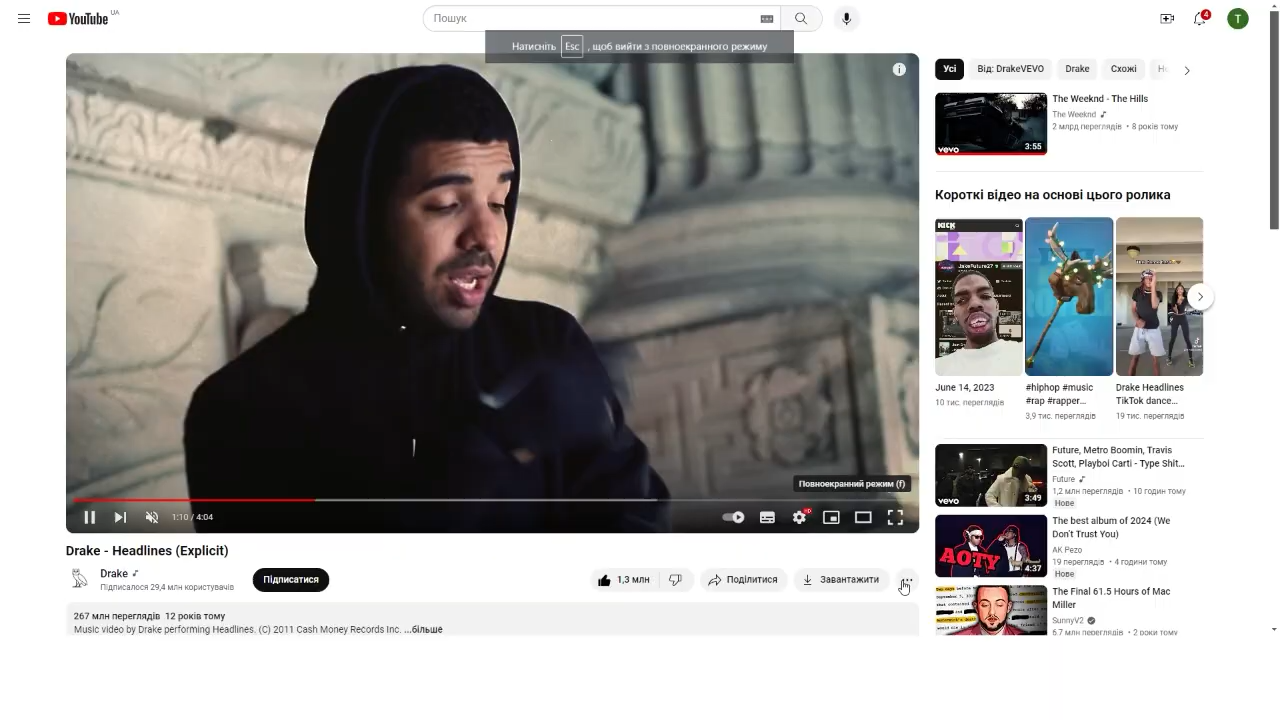 YouTube UA
Пошук
4
T
Натисніть Esc , щоб вийти з повноекранного режиму
Усі
Від: DrakeVEVO
Drake
Схожі
The Weeknd - The Hills
The Weeknd
2 млрд переглядів • 8 років тому
vevo
3:55
Короткі відео на основі цього ролика
KICK
June 14, 2023
10 тис. переглядів
#hiphop #music
#rap #rapper...
3,9 тис. переглядів
Drake Headlines
TikTok dance...
19 тис. переглядів
Future, Metro Boomin, Travis
Scott, Playboi Carti - Type Shit...
Future
1,2 млн переглядів • 10 годин тому
Нове
vevo
3:49
The best album of 2024 (We
Don't Trust You)
AK Pezo
19 переглядів • 4 години тому
Нове
AOTY
4:37
The Final 61.5 Hours of Mac
Miller
SunnyV2
6,7 млн переглядів • 2 роки тому
Повноекранний режим (f)
1:10 / 4:04
HD
Drake - Headlines (Explicit)
Drake
Підписалося 29,4 млн користувачів
Підписатися
1,3 млн
Поділитися
Завантажити
267 млн переглядів 12 років тому
Music video by Drake performing Headlines. (C) 2011 Cash Money Records Inc. ...більше